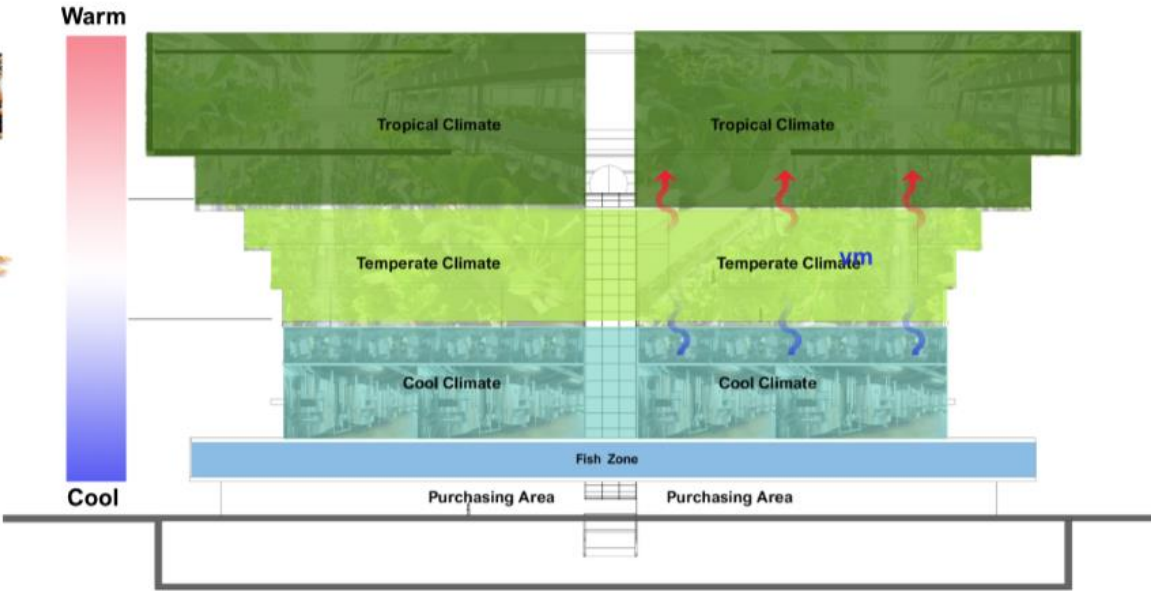 Warm
Tropical Climate
Tropical Climate
Temperate Climate
Temperate Climate
vm
Cool Climate
Cool Climate
Fish Zone
Cool
Purchasing Area
Purchasing Area